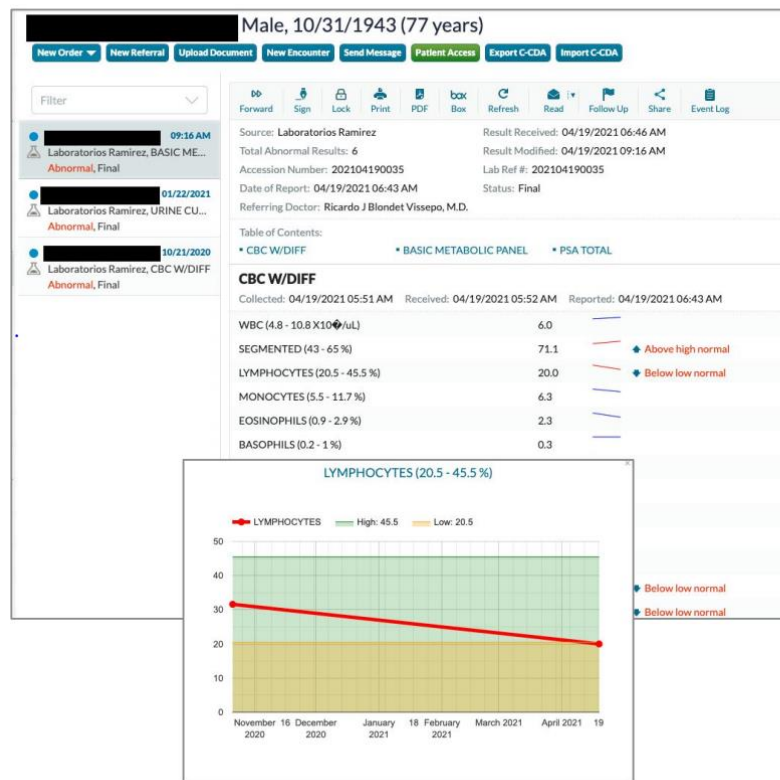 Male, 10/31/1943 (77 years)
New Order New Referral Upload Document New Encounter Send Message Patient Access Export C-CDA Import C-CDA
Filter
09:16 AM
Laboratorios Ramirez, BASIC ME...
Abnormal, Final
01/22/2021
Laboratorios Ramirez, URINE CU...
Abnormal, Final
10/21/2020
Laboratorios Ramirez, CBC W/DIFF
Abnormal, Final
Forward Sign Lock Print PDF Box Refresh Read Follow Up Share Event Log
box
Source: Laboratorios Ramirez Result Received: 04/19/2021 06:46 AM
Total Abnormal Results: 6 Result Modified: 04/19/2021 09:16 AM
Accession Number: 202104190035 Lab Ref #: 202104190035
Date of Report: 04/19/2021 06:43 AM Status: Final
Referring Doctor: Ricardo J Blondet Vissepo, M.D.
Table of Contents:
• CBC W/DIFF • BASIC METABOLIC PANEL • PSA TOTAL
CBC W/DIFF
Collected: 04/19/2021 05:51 AM Received: 04/19/2021 05:52 AM Reported: 04/19/2021 06:43 AM
WBC (4.8 - 10.8 X10�/uL) 6.0
SEGMENTED (43 - 65 %) 71.1 Above high normal
LYMPHOCYTES (20.5 - 45.5 %) 20.0 Below low normal
MONOCYTES (5.5 - 11.7 %) 6.3
EOSINOPHILS (0.9 - 2.9 %) 2.3
BASOPHILS (0.2 - 1 %) 0.3
Below low normal
Below low normal
LYMPHOCYTES (20.5 - 45.5 %)
LYMPHOCYTES High: 45.5 Low: 20.5
50
40
30
20
10
0
November 16 December January 18 February March 2021 April 2021 19
2020 2020 2021 2021